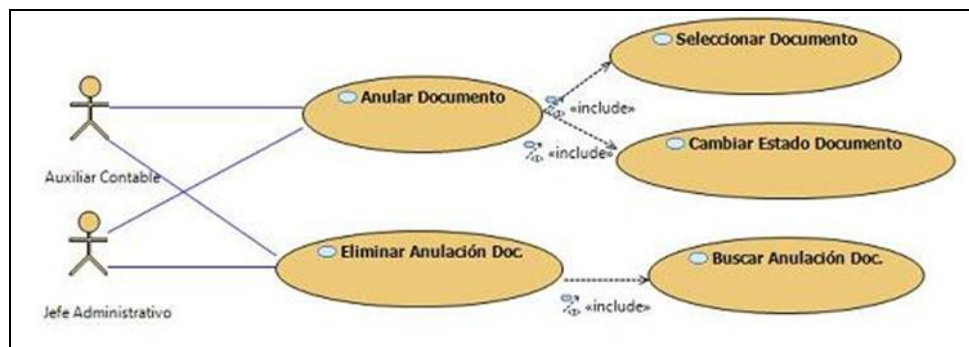 Seleccionar Documento
Anular Documento
«include»
«include»
Cambiar Estado Documento
Auxiliar Contable
Eliminar Anulación Doc.
Buscar Anulación Doc.
«include»
Jefe Administrativo